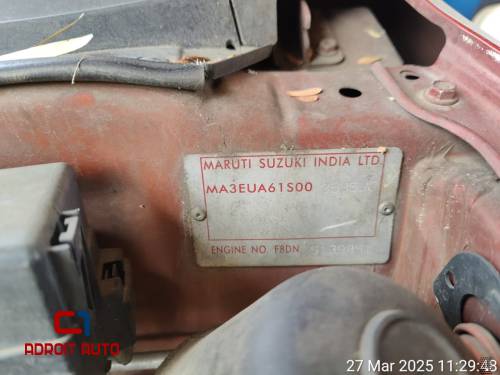 MARUTI SUZUKI INDIA LTD.
MA3EUA61S00
ENGINE NO. F8DN
ADROIT AUTO
27 Mar 2025 11:29:43